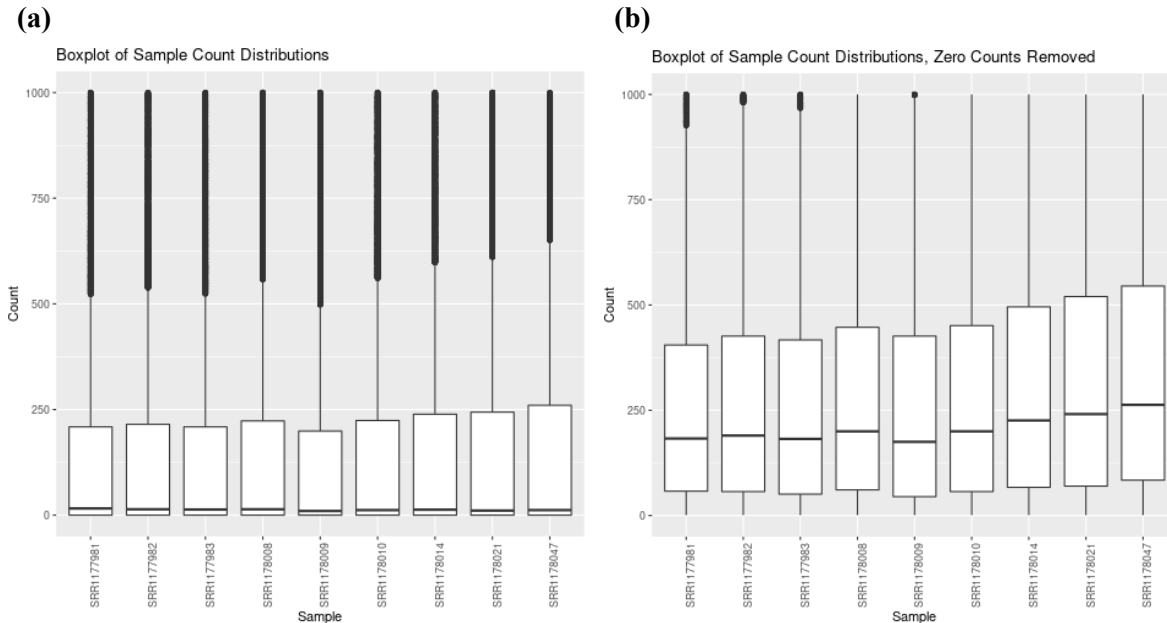 (a)
Boxplot of Sample Count Distributions
1000
750
500
250
0
Count
SRR1177981
SRR1177982
SRR1177983
SRR1178008
SRR1178009
SRR1178010
SRR1178014
SRR1178021
SRR1178047
Sample
(b)
Boxplot of Sample Count Distributions, Zero Counts Removed
1000
750
500
250
0
Count
SRR1177981
SRR1177982
SRR1177983
SRR1178008
SRR1178009
SRR1178010
SRR1178014
SRR1178021
SRR1178047
Sample